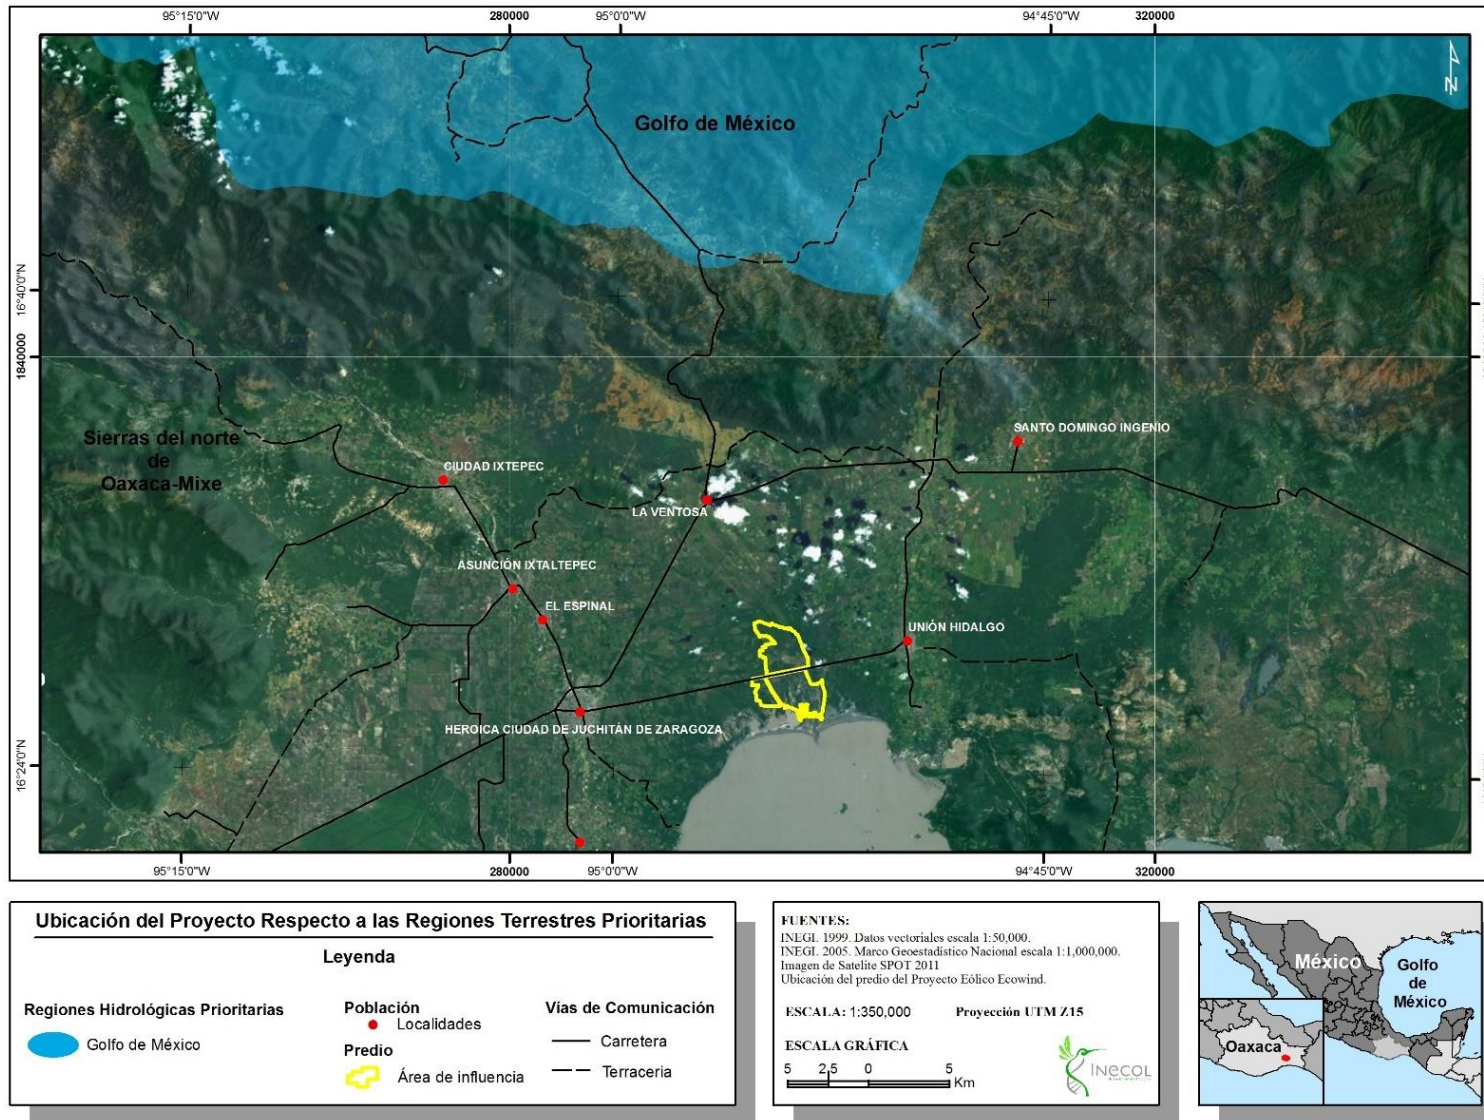 95°15'0"W
280000
95°0'0"W
94°45'0"W
320000
Golfo de México
N
16°40'0"N
1840000
Sierras del norte
de
Oaxaca-Mixe
SANTO DOMINGO INGENIO
CIUDAD IXTEPEC
LA VENTOSA
ASUNCIÓN IXTALTEPEC
EL ESPINAL
UNIÓN HIDALGO
HEROICA CIUDAD DE JUCHITÁN DE ZARAGOZA
16°24'0"N
95°15'0"W
280000
95°0'0"W
94°45'0"W
320000
Ubicación del Proyecto Respecto a las Regiones Terrestres Prioritarias
Leyenda
Regiones Hidrológicas Prioritarias
Golfo de México
Población
Localidades
Predio
Área de influencia
Vías de Comunicación
Carretera
Terraceria
FUENTES:
INEGI. 1999. Datos vectoriales escala 1:50,000.
INEGI. 2005. Marco Geoestadístico Nacional escala 1:1,000,000.
Imagen de Satelite SPOT 2011
Ubicación del predio del Proyecto Eólico Ecowind.
ESCALA: 1:350,000 Proyección UTM Z15
ESCALA GRÁFICA
5 2.5 0 5
Km
INECOL
México
Golfo
de
México
Oaxaca